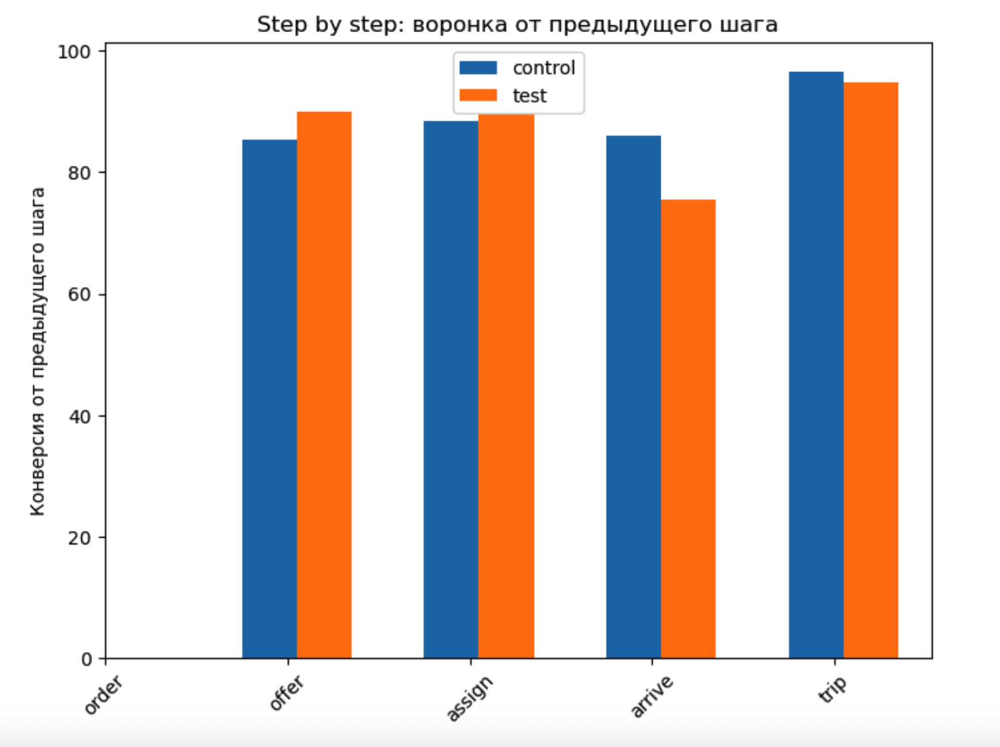 Step by step: воронка от предыдущего шага
control
test
Конверсия от предыдущего шага
100
80
60
40
20
0
order
offer
assign
arrive
trip